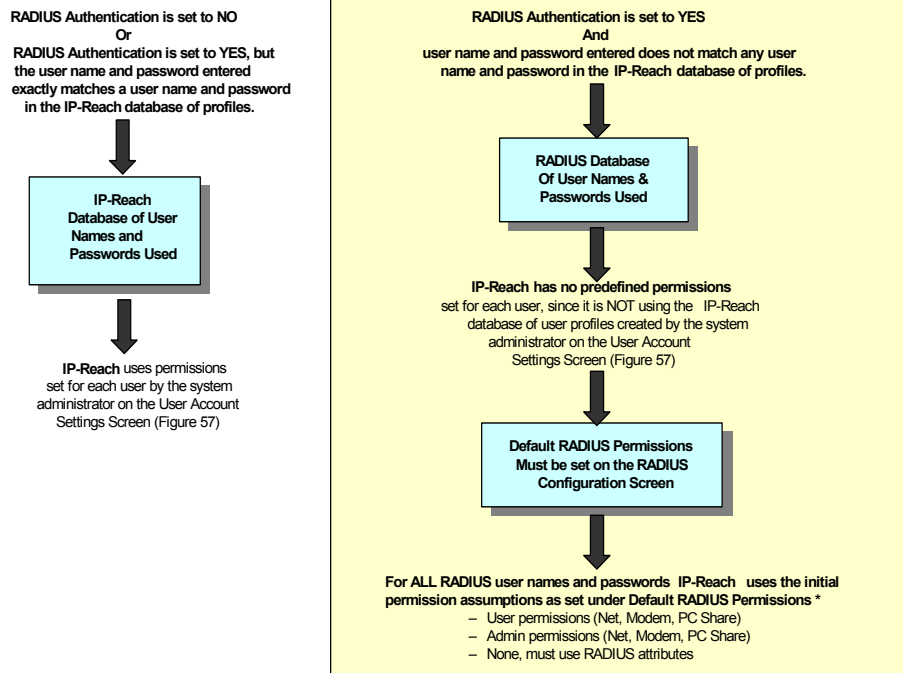 RADIUS Authentication is set to NO
Or
RADIUS Authentication is set to YES, but
the user name and password entered
exactly matches a user name and password
in the IP-Reach database of profiles.
IP-Reach
Database of User
Names and
Passwords Used
IP-Reach uses permissions
set for each user by the system
administrator on the User Account
Settings Screen (Figure 57)
RADIUS Authentication is set to YES
And
user name and password entered does not match any user
name and password in the IP-Reach database of profiles.
RADIUS Database
Of User Names &
Passwords Used
IP-Reach has no predefined permissions
set for each user, since it is NOT using the IP-Reach
database of user profiles created by the system
administrator on the User Account
Settings Screen (Figure 57)
Default RADIUS Permissions
Must be set on the RADIUS
Configuration Screen
For ALL RADIUS user names and passwords IP-Reach uses the initial
permission assumptions as set under Default RADIUS Permissions *
– User permissions (Net, Modem, PC Share)
– Admin permissions (Net, Modem, PC Share)
– None, must use RADIUS attributes